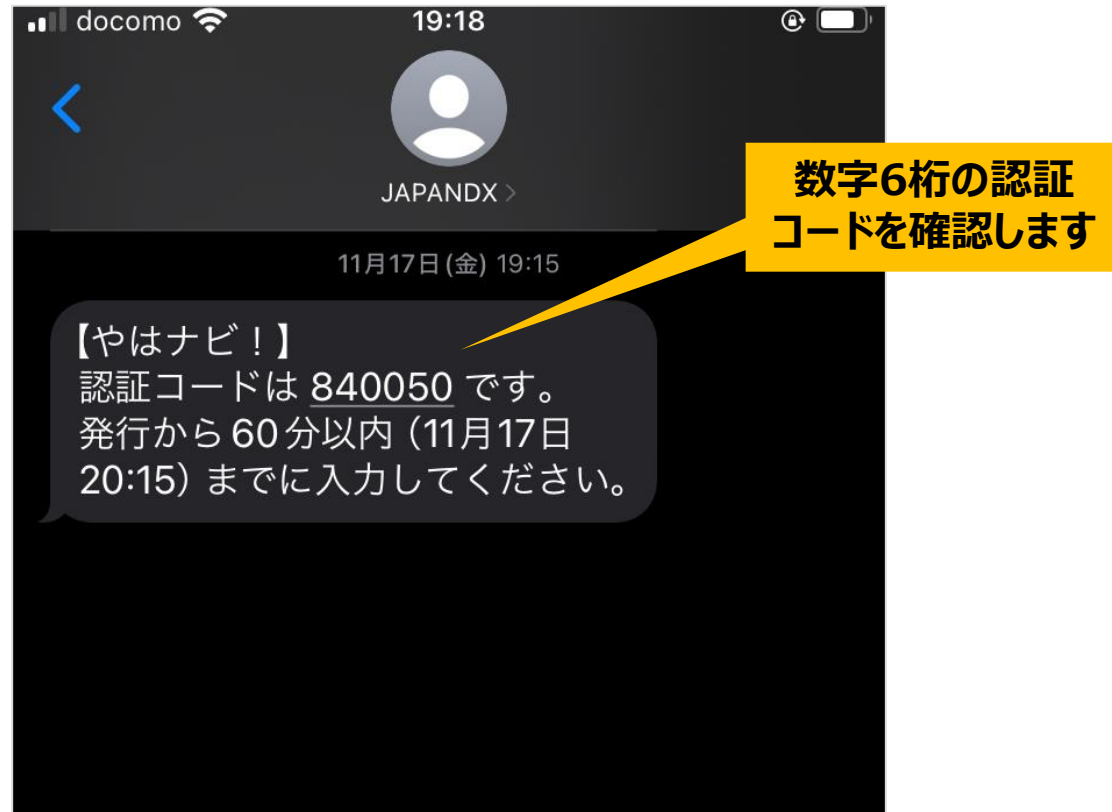 docomo
19:18
JAPANDX
数字6桁の認証
コードを確認します
11月17日(金) 19:15
【やはナビ！】
認証コードは 840050 です。
発行から60分以内（11月17日
20:15）までに入力してください。